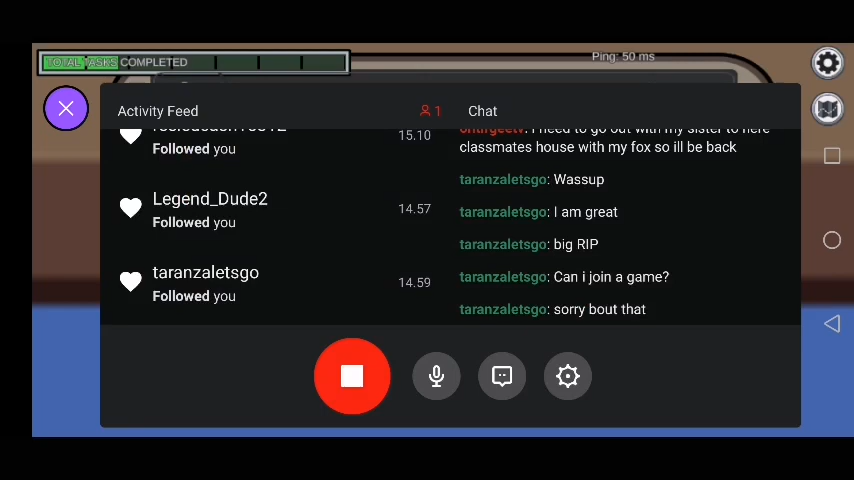 TOTAL TASKS COMPLETED
Ping: 50 ms
Activity Feed
1
Chat
15.10
Followed you
Legend_Dude2
Followed you
14.57
taranzaletsgo
Followed you
14.59
I need to go out with my sister to here
classmates house with my fox so ill be back
taranzaletsgo: Wassup
taranzaletsgo: I am great
taranzaletsgo: big RIP
taranzaletsgo: Can i join a game?
taranzaletsgo: sorry bout that